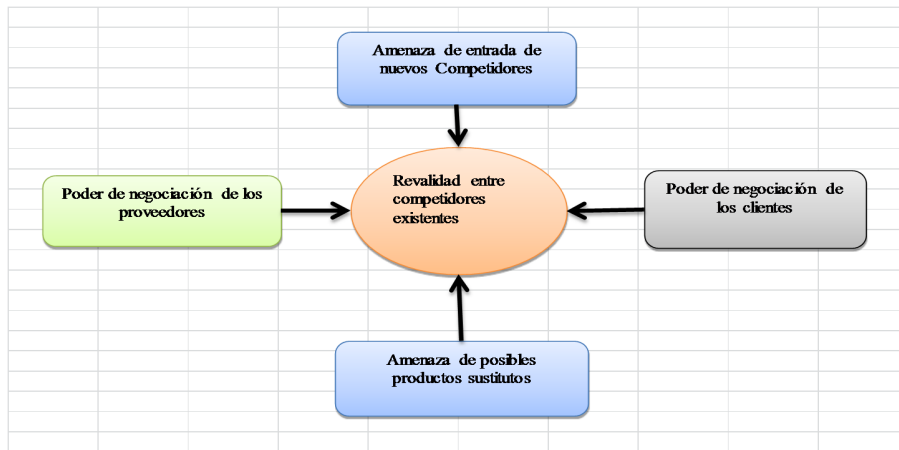 Amenaza de entrada de
nuevos Competidores
Poder de negociación de los
proveedores
Revalidad entre
competidores
existentes
Poder de negociación de
los clientes
Amenaza de posibles
productos sustitutos